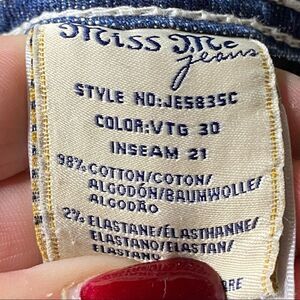 Miss Me
jeans
STYLE NO:JE5835C
COLOR:VTG 30
INSEAM 21
98% COTTON/COTON/
ALGODÓN/BAUMWOLLE/
ALGODÃO
2% ELASTANE/ÉLASTHANNE/
ELASTANO/ELASTAN/
ELASTANO